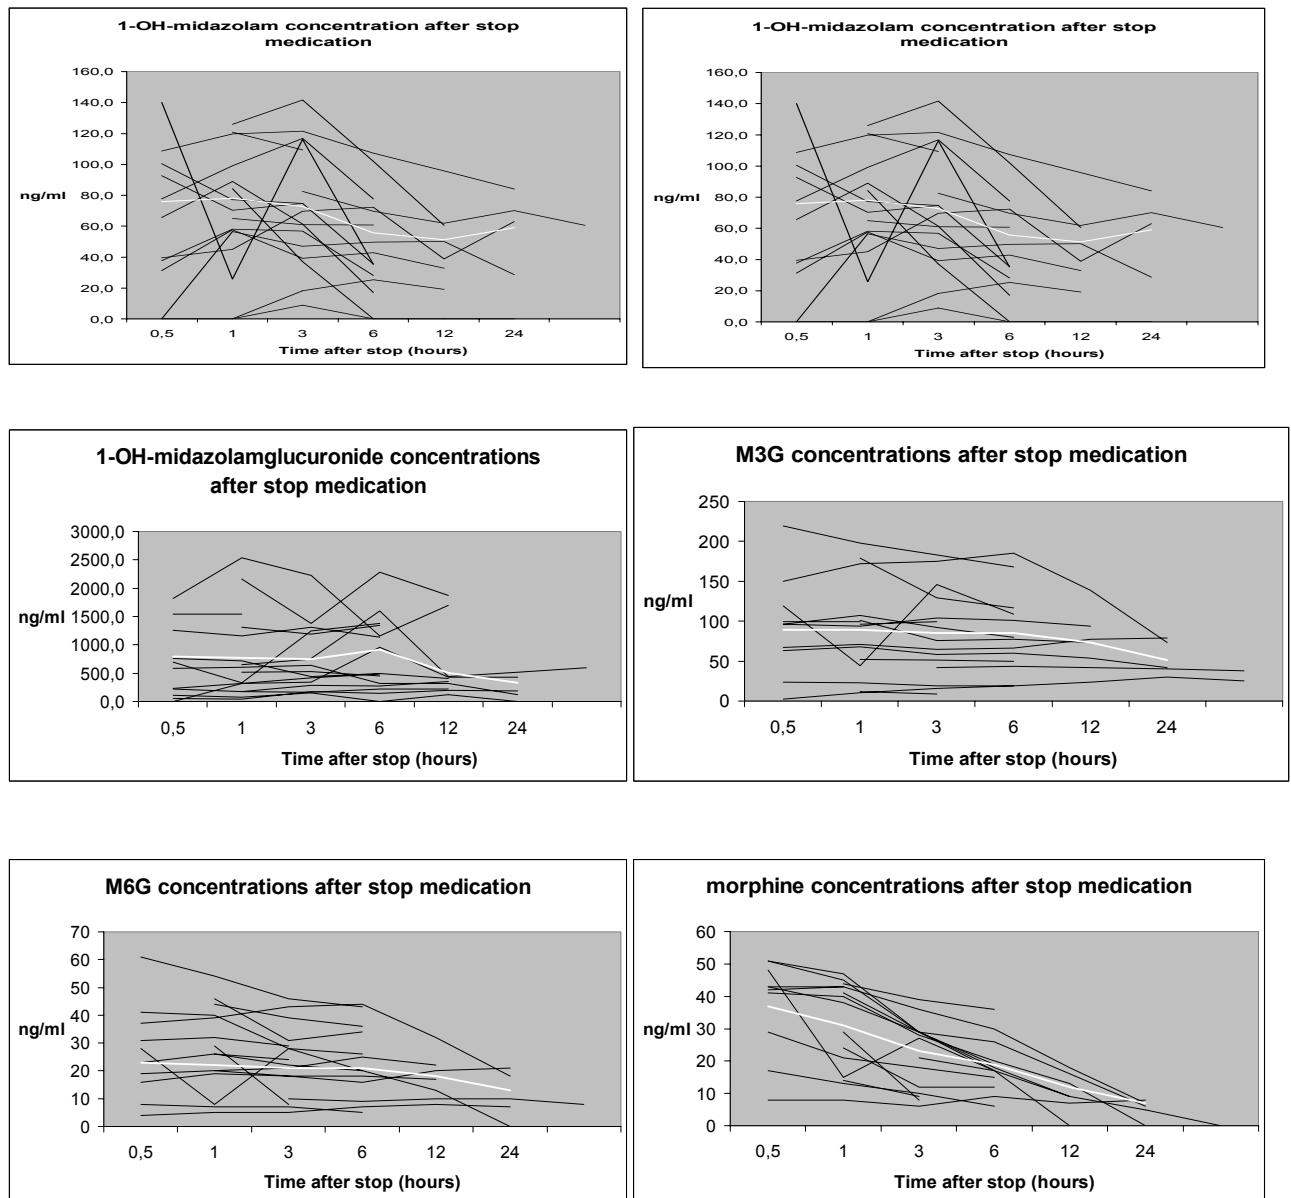 1-OH-midazolam concentration after stop
medication
160,0
140,0
120,0
100,0
ng/ml
80,0
60,0
40,0
20,0
0,0
0,5 1 3 6 12 24
Time after stop (hours)
1-OH-midazolam concentration after stop
medication
160,0
140,0
120,0
100,0
ng/ml
80,0
60,0
40,0
20,0
0,0
0,5 1 3 6 12 24
Time after stop (hours)
1-OH-midazolamglucuronide concentrations
after stop medication
3000,0
2500,0
2000,0
ng/ml 1500,0
1000,0
500,0
0,0
0,5 1 3 6 12 24
Time after stop (hours)
M3G concentrations after stop medication
250
200
150
ng/ml
100
50
0
0,5 1 3 6 12 24
Time after stop (hours)
M6G concentrations after stop medication
70
60
50
40
ng/ml
30
20
10
0
0,5 1 3 6 12 24
Time after stop (hours)
morphine concentrations after stop medication
60
50
40
ng/ml 30
20
10
0
0,5 1 3 6 12 24
Time after stop (hours)